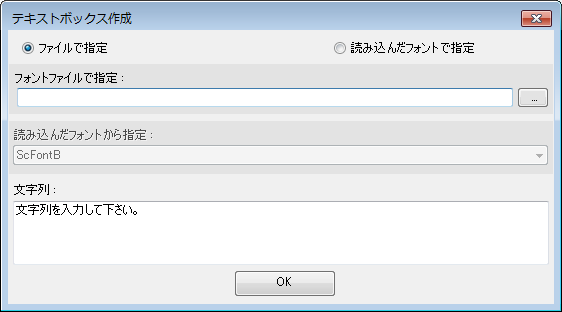 テキストボックス作成
ファイルで指定 読み込んだフォントで指定
フォントファイルで指定：
...
読み込んだフォントから指定：
ScFontB
文字列：
文字列を入力して下さい。
OK